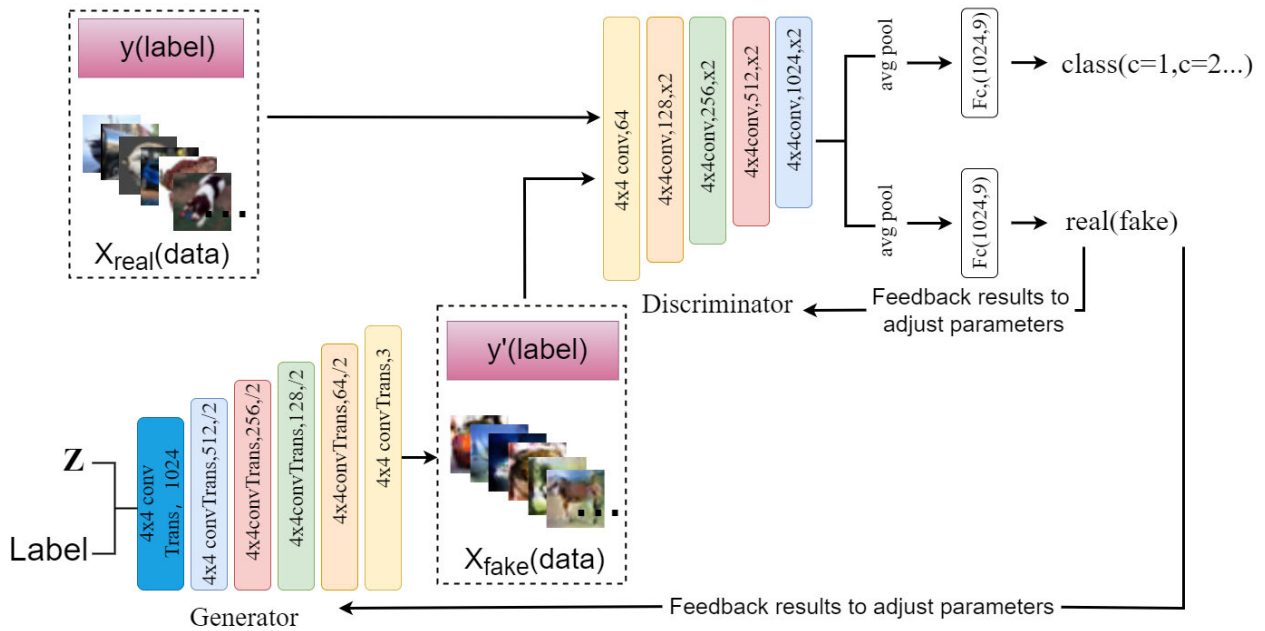 y(label)
X_real(data)
4x4 conv,64
4x4conv,128,x2
4x4conv,256,x2
4x4conv,512,x2
4x4conv,1024,x2
avg pool
Fc,(1024,9)
class(c=1,c=2...)
avg pool
Fc(1024,9)
real(fake)
Discriminator
Feedback results to
adjust parameters
Z
Label
4x4 conv
Trans, 1024
4x4 convTrans,512,/2
4x4convTrans,256,/2
4x4convTrans,128,/2
4x4convTrans,64,/2
4x4 convTrans,3
Generator
y'(label)
...
X_fake(data)
...
Feedback results to adjust parameters